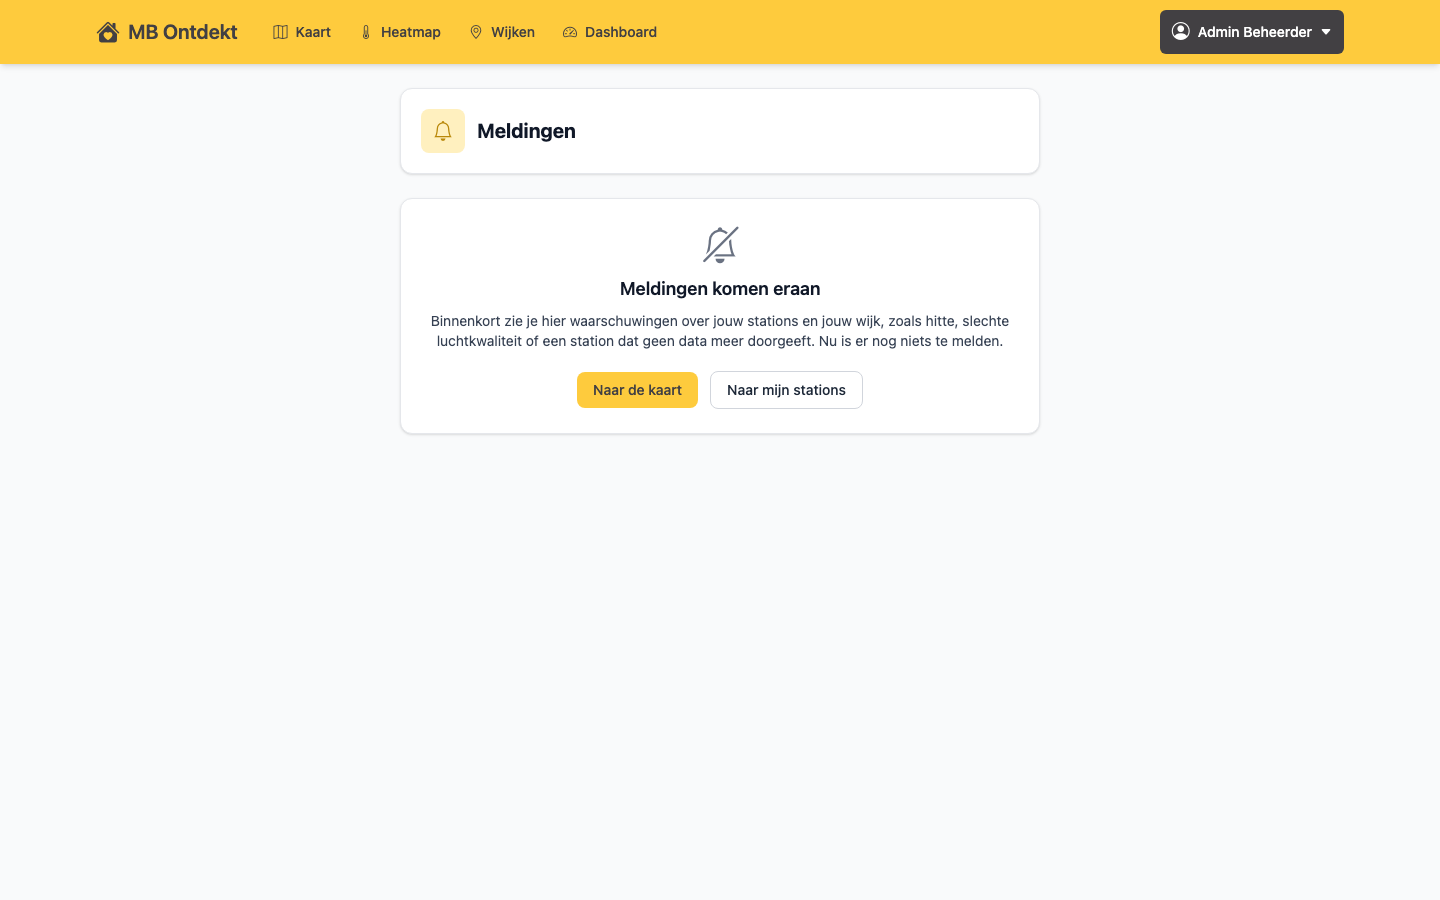 MB Ontdekt
Kaart
Heatmap
Wijken
Dashboard
Admin Beheerder
Meldingen
Meldingen komen eraan
Binnenkort zie je hier waarschuwingen over jouw stations en jouw wijk, zoals hitte, slechte
luchtkwaliteit of een station dat geen data meer doorgeeft. Nu is er nog niets te melden.
Naar de kaart
Naar mijn stations